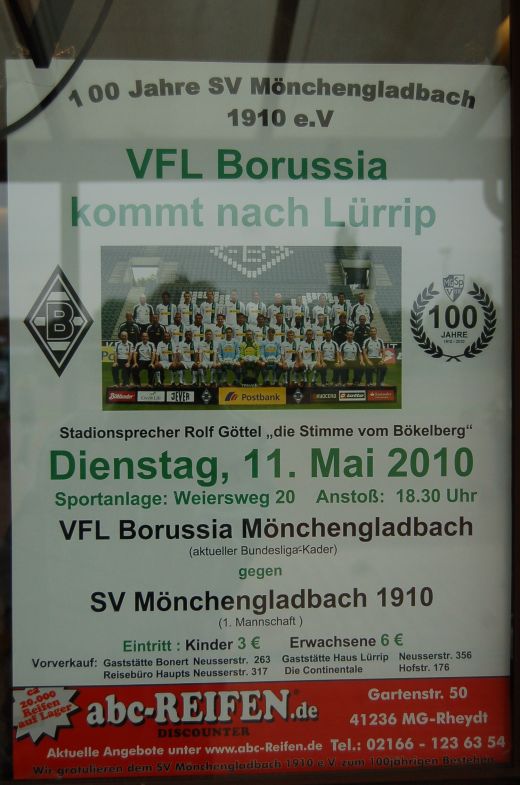 100 Jahre SV Mönchengladbach
1910 e.V
VFL Borussia
kommt nach Lürrip
B
100
JAHRE
1910 - 2010
JEVER
Postbank
Stadionsprecher Rolf Göttel „die Stimme vom Bökelberg“
Dienstag, 11. Mai 2010
Sportanlage: Weiersweg 20 Anstoß: 18.30 Uhr
VFL Borussia Mönchengladbach
(aktueller Bundesliga-Kader)
gegen
SV Mönchengladbach 1910
(1. Mannschaft )
Eintritt : Kinder 3 € Erwachsene 6 €
Vorverkauf: Gaststätte Bonert Neusserstr. 263 Gaststätte Haus Lürrip Neusserstr. 356
Reisebüro Haupts Neusserstr. 317 Die Continentale Hofstr. 176
ca
20.000
Reifen
auf Lager
abc-REIFEN.de
DISCOUNTER
Gartenstr. 50
41236 MG-Rheydt
Aktuelle Angebote unter www.abc-Reifen.de Tel.: 02166 - 123 63 54
Wir gratulieren dem SV Mönchengladbach 1910 e.V. zum 100jährigen Bestehen